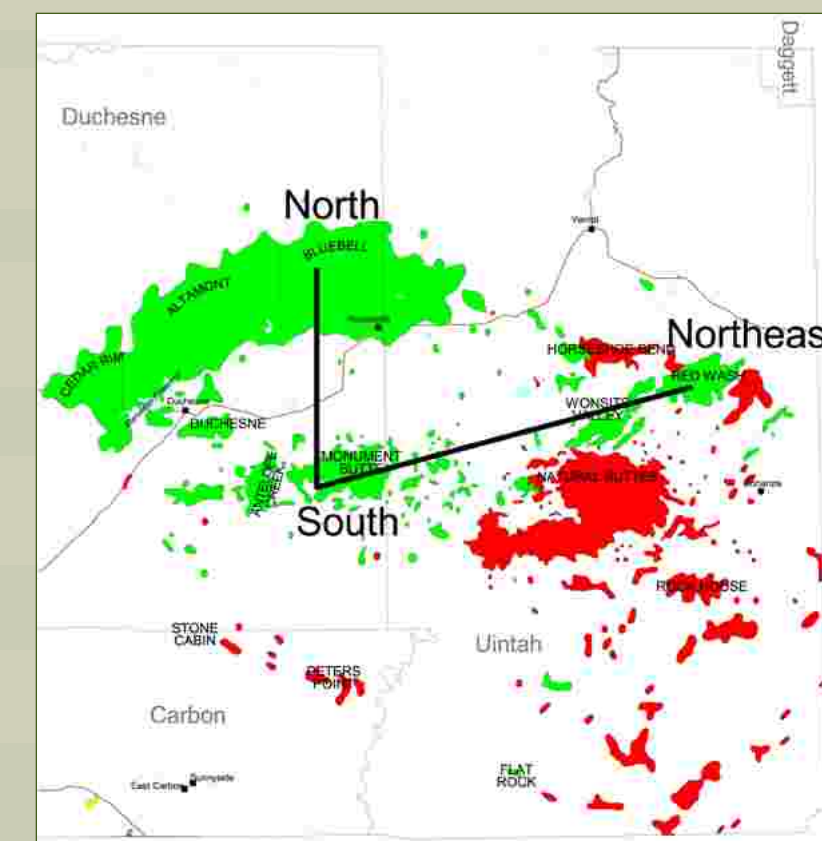 Daggett
Duchesne
North
BLUEBELL
Vernal
ALTAMONT
Northeas
HORSESHOE BEND
CEDAR RIM
RED WASH
Duchesne
WONSITS
VALLEY
DUCHESNE
MONUMENT
BUTTE
ANTELOPE
CREEK
NATURAL BUTTES
Bonanza
South
ROCK HOUSE
STONE
CABIN
Uintah
PETERS
POINT
Carbon
FLAT
ROCK
Sunnyside
East Carbon